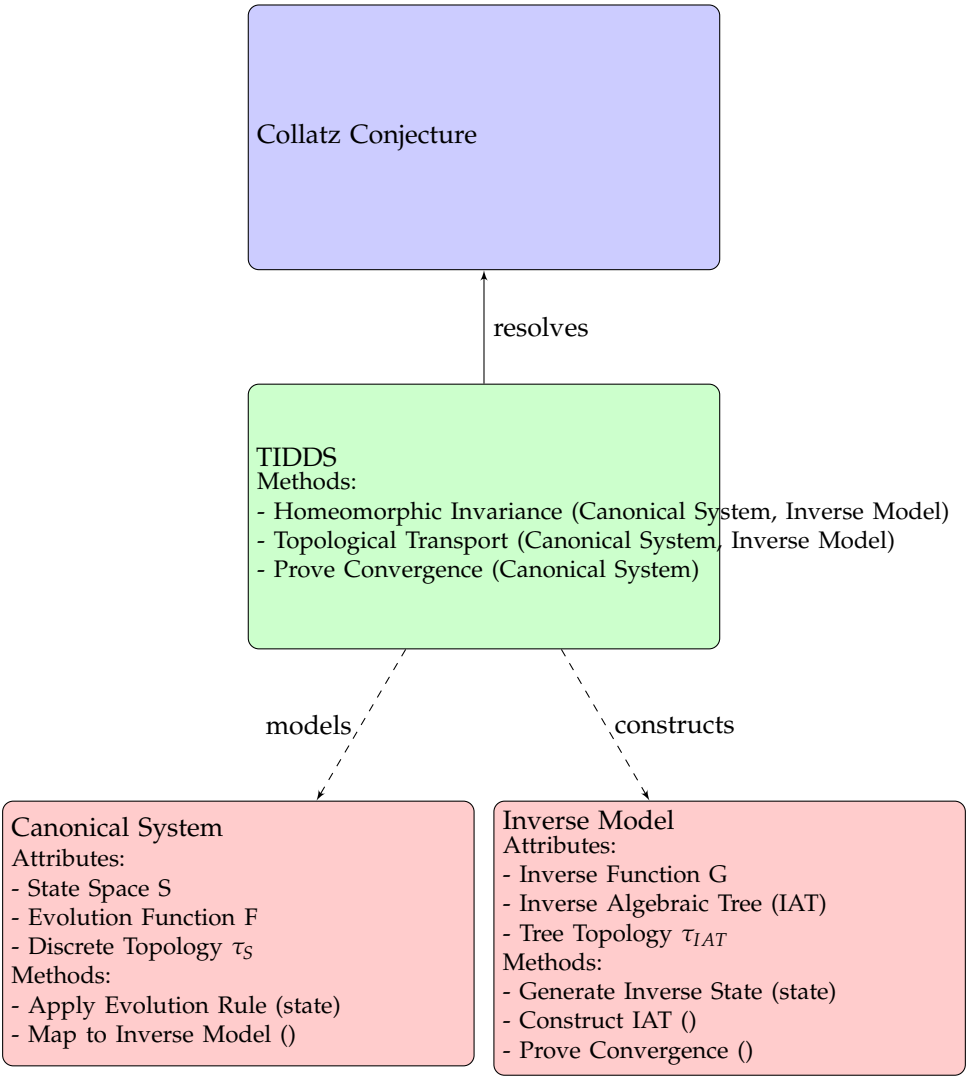 Collatz Conjecture
resolves
TIDDS
Methods:
- Homeomorphic Invariance (Canonical System, Inverse Model)
- Topological Transport (Canonical System, Inverse Model)
- Prove Convergence (Canonical System)
models
constructs
Canonical System
Attributes:
- State Space S
- Evolution Function F
- Discrete Topology τ_S
Methods:
- Apply Evolution Rule (state)
- Map to Inverse Model ()
Inverse Model
Attributes:
- Inverse Function G
- Inverse Algebraic Tree (IAT)
- Tree Topology τ_IAT
Methods:
- Generate Inverse State (state)
- Construct IAT ()
- Prove Convergence ()